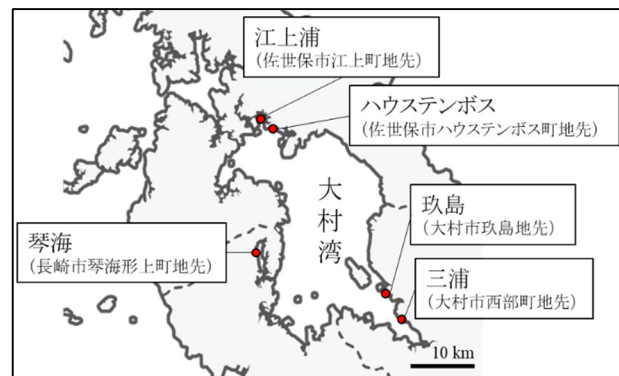 江上浦
(佐世保市江上町地先)
ハウステンボス
(佐世保市ハウステンボス町地先)
大村湾
玖島
(大村市玖島地先)
琴海
(長崎市琴海形上町地先)
三浦
(大村市西部町地先)
10 km